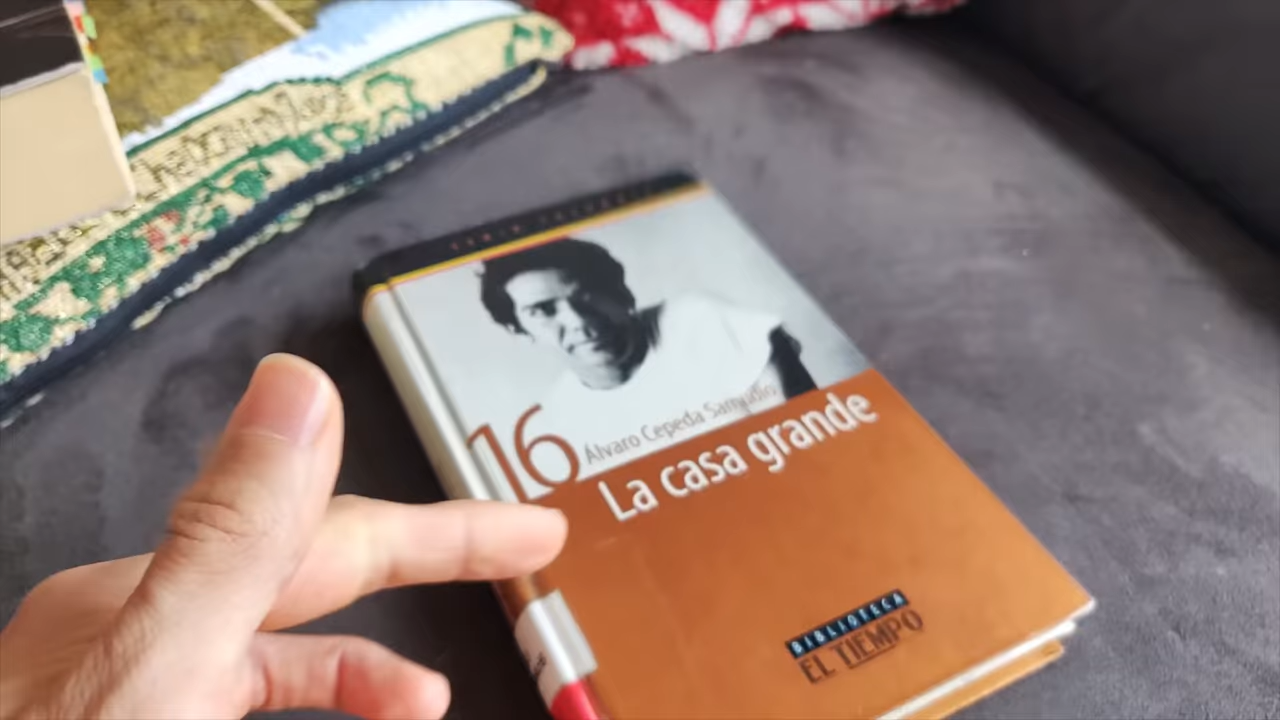 16
Álvaro Cepeda Samudio
La casa grande
BIBLIOTECA
EL TIEMPO